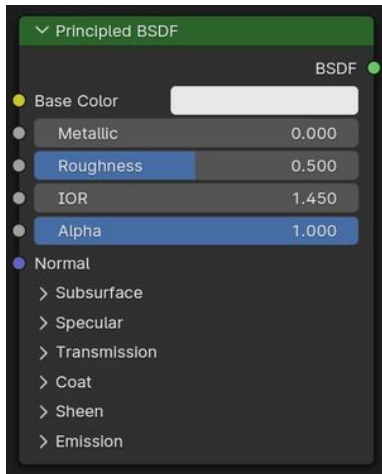 Principled BSDF
BSDF
Base Color
Metallic 0.000
Roughness 0.500
IOR 1.450
Alpha 1.000
Normal
Subsurface
Specular
Transmission
Coat
Sheen
Emission